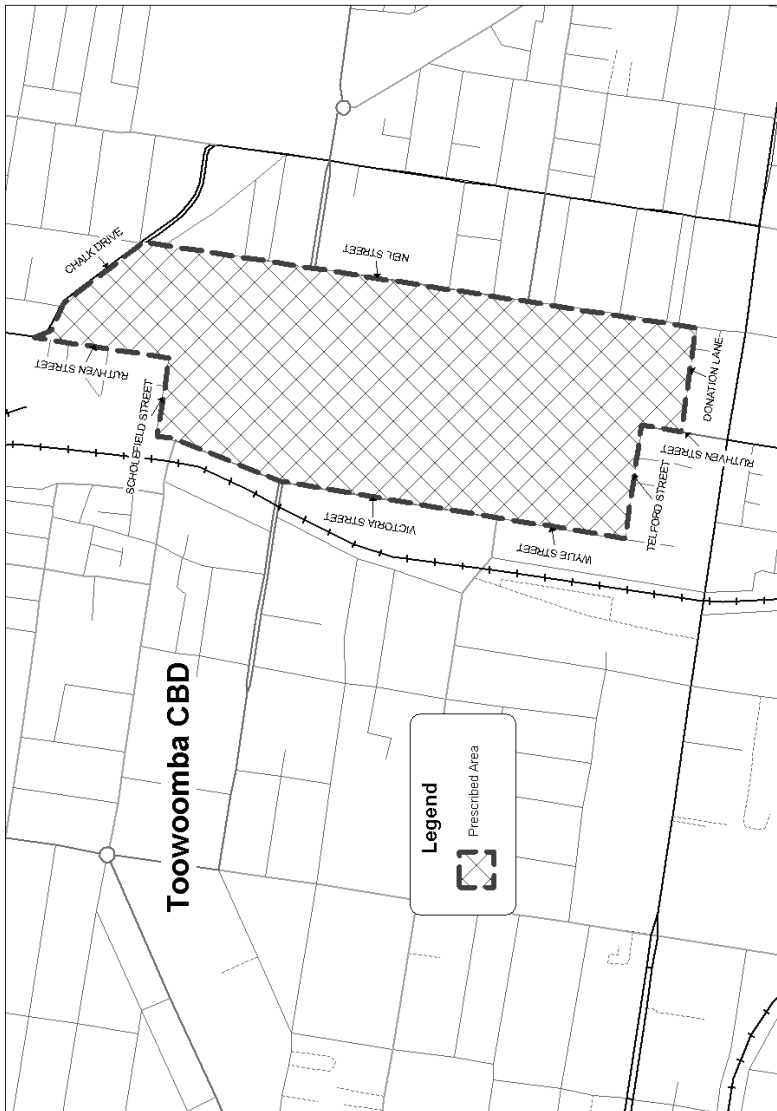 Toowoomba CBD
CHALK DRIVE
RUTHVEN STREET
SCHOLEFIELD STREET
NEIL STREET
VICTORIA STREET
WYLIE STREET
TELFORD STREET
RUTHVEN STREET
DONATION LANE
Legend
Prescribed Area